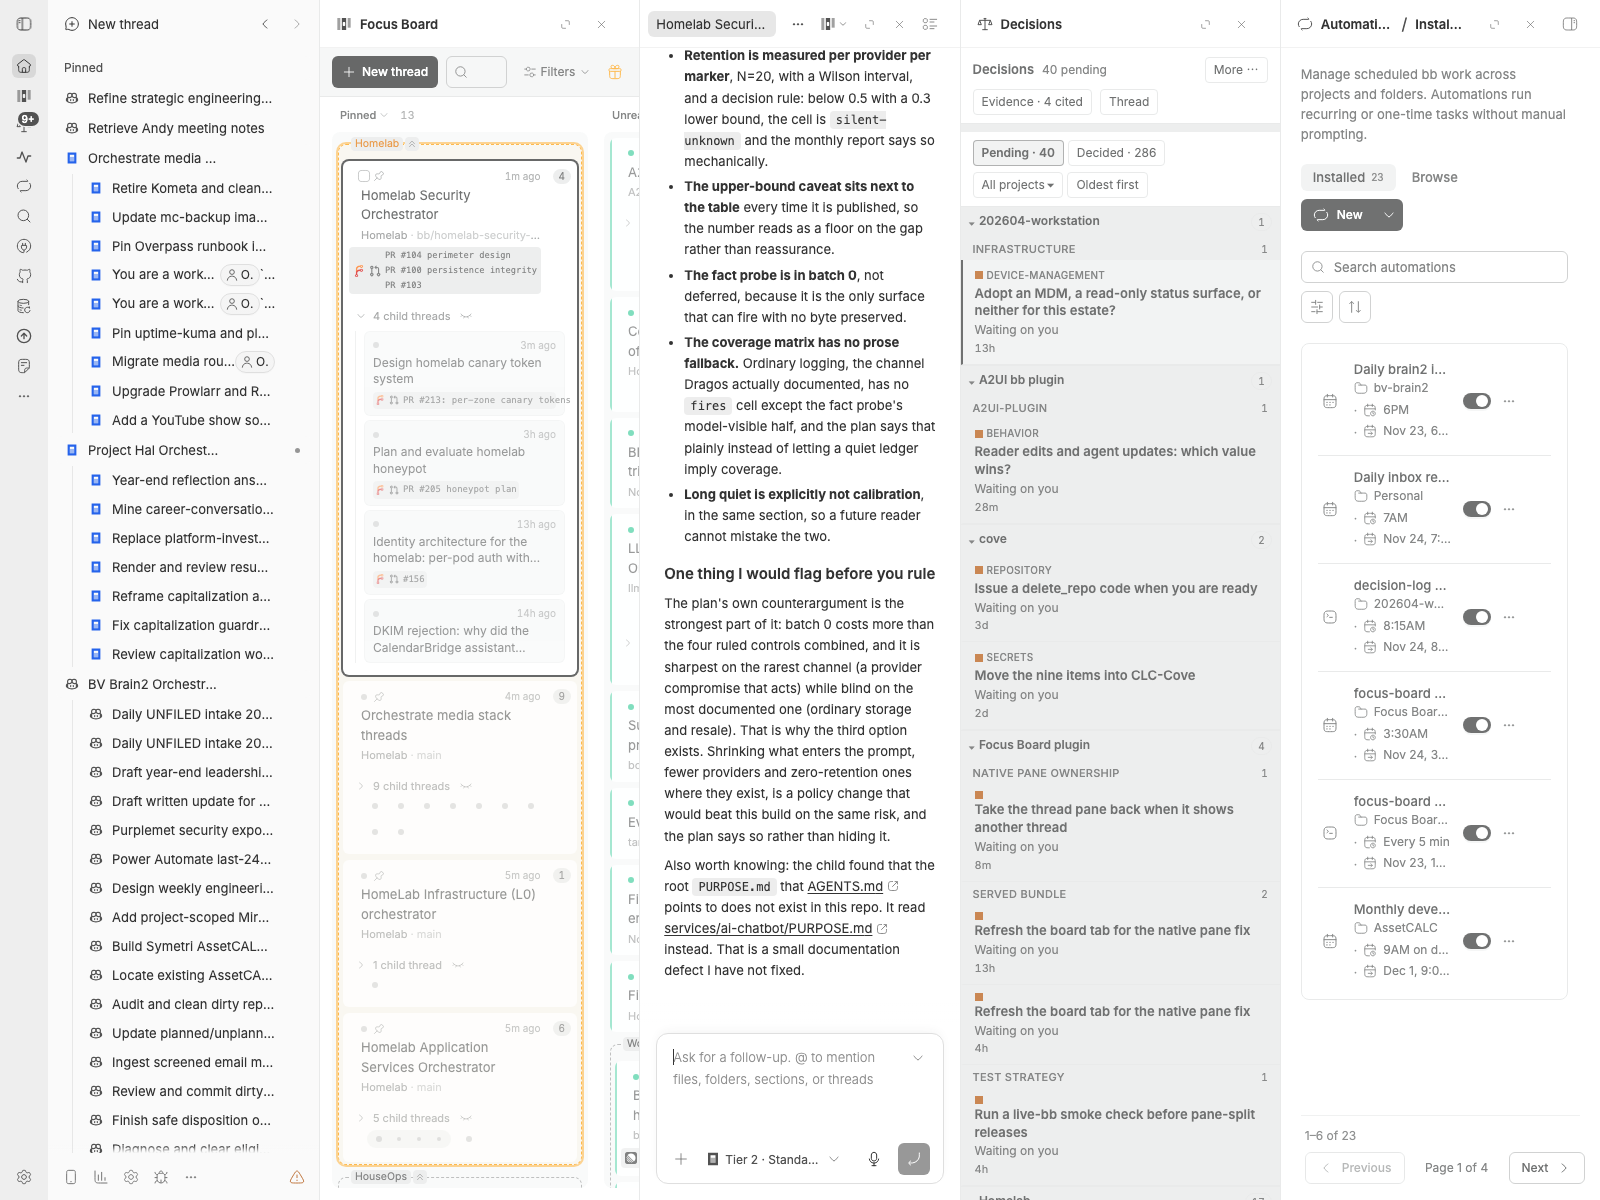 New thread
Pinned
Refine strategic engineering...
Retrieve Andy meeting notes
Orchestrate media ...
Retire Kometa and clean...
Update mc-backup ima...
Pin Overpass runbook i...
You are a work... O.
You are a work... O.
Pin uptime-kuma and pl...
Migrate media rou... O.
Upgrade Prowlarr and R...
Add a YouTube show so...
Project Hal Orchest...
Year-end reflection ans...
Mine career-conversatio...
Replace platform-invest...
Render and review resu...
Reframe capitalization a...
Fix capitalization guardr...
Review capitalization wo...
BV Brain2 Orchestr...
Daily UNFILED intake 20...
Daily UNFILED intake 20...
Draft year-end leadershi...
Draft written update for ...
Purplemet security expo...
Power Automate last-24...
Design weekly engineeri...
Add project-scoped Mir...
Build Symetri AssetCAL...
Locate existing AssetCA...
Audit and clean dirty rep...
Update planned/unplann...
Ingest screened email m...
Review and commit dirty...
Finish safe disposition o...
Diagnose and clear eligi...
9+
Focus Board
New thread
Filters
Pinned 13
Unrea
Homelab
1m ago 4
Homelab Security
Orchestrator
Homelab · bb/homelab-security-...
PR #104 perimeter design
PR #100 persistence integrity
PR #103
4 child threads
3m ago
Design homelab canary token
system
PR #213: per-zone canary tokens
3h ago
Plan and evaluate homelab
honeypot
PR #205 honeypot plan
13h ago
Identity architecture for the
homelab: per-pod auth with...
#156
14h ago
DKIM rejection: why did the
CalendarBridge assistant...
4m ago 9
Orchestrate media stack
threads
Homelab · main
9 child threads
5m ago 1
HomeLab Infrastructure (L0)
orchestrator
Homelab · main
1 child thread
5m ago 6
Homelab Application
Services Orchestrator
Homelab · main
5 child threads
HouseOps
Homelab Securi...
Retention is measured per provider per
marker, N=20, with a Wilson interval,
and a decision rule: below 0.5 with a 0.3
lower bound, the cell is silent-
unknown and the monthly report says so
mechanically.
The upper-bound caveat sits next to
the table every time it is published, so
the number reads as a floor on the gap
rather than reassurance.
The fact probe is in batch 0, not
deferred, because it is the only surface
that can fire with no byte preserved.
The coverage matrix has no prose
fallback. Ordinary logging, the channel
Dragos actually documented, has no
fires cell except the fact probe's
model-visible half, and the plan says that
plainly instead of letting a quiet ledger
imply coverage.
Long quiet is explicitly not calibration,
in the same section, so a future reader
cannot mistake the two.
One thing I would flag before you rule
The plan's own counterargument is the
strongest part of it: batch 0 costs more than
the four ruled controls combined, and it is
sharpest on the rarest channel (a provider
compromise that acts) while blind on the
most documented one (ordinary storage
and resale). That is why the third option
exists. Shrinking what enters the prompt,
fewer providers and zero-retention ones
where they exist, is a policy change that
would beat this build on the same risk, and
the plan says so rather than hiding it.
Also worth knowing: the child found that the
root PURPOSE.md that AGENTS.md
points to does not exist in this repo. It read
services/ai-chatbot/PURPOSE.md
instead. That is a small documentation
defect I have not fixed.
Ask for a follow-up. @ to mention
files, folders, sections, or threads
Tier 2 · Standa...
Decisions
Decisions 40 pending
More ···
Evidence · 4 cited
Thread
Pending · 40
Decided · 286
All projects
Oldest first
202604-workstation 1
INFRASTRUCTURE 1
DEVICE-MANAGEMENT
Adopt an MDM, a read-only status surface, or
neither for this estate?
Waiting on you
13h
A2UI bb plugin 1
A2UI-PLUGIN 1
BEHAVIOR
Reader edits and agent updates: which value
wins?
Waiting on you
28m
cove 2
REPOSITORY
Issue a delete_repo code when you are ready
Waiting on you
3d
SECRETS
Move the nine items into CLC-Cove
Waiting on you
2d
Focus Board plugin 4
NATIVE PANE OWNERSHIP 1
Take the thread pane back when it shows
another thread
Waiting on you
8m
SERVED BUNDLE 2
Refresh the board tab for the native pane fix
Waiting on you
13h
Refresh the board tab for the native pane fix
Waiting on you
4h
TEST STRATEGY 1
Run a live-bb smoke check before pane-split
releases
Waiting on you
4h
Automati... / Instal...
Manage scheduled bb work across
projects and folders. Automations run
recurring or one-time tasks without manual
prompting.
Installed 23
Browse
New
Search automations
Daily brain2 i...
bv-brain2
· 6PM
· Nov 23, 6...
Daily inbox re...
Personal
· 7AM
· Nov 24, 7:...
decision-log ...
202604-w...
· 8:15AM
· Nov 24, 8...
focus-board ...
Focus Boar...
· 3:30AM
· Nov 24, 3...
focus-board ...
Focus Boar...
· Every 5 min
· Nov 23, 1...
Monthly deve...
AssetCALC
· 9AM on d...
· Dec 1, 9:0...
1–6 of 23
Previous
Page 1 of 4
Next